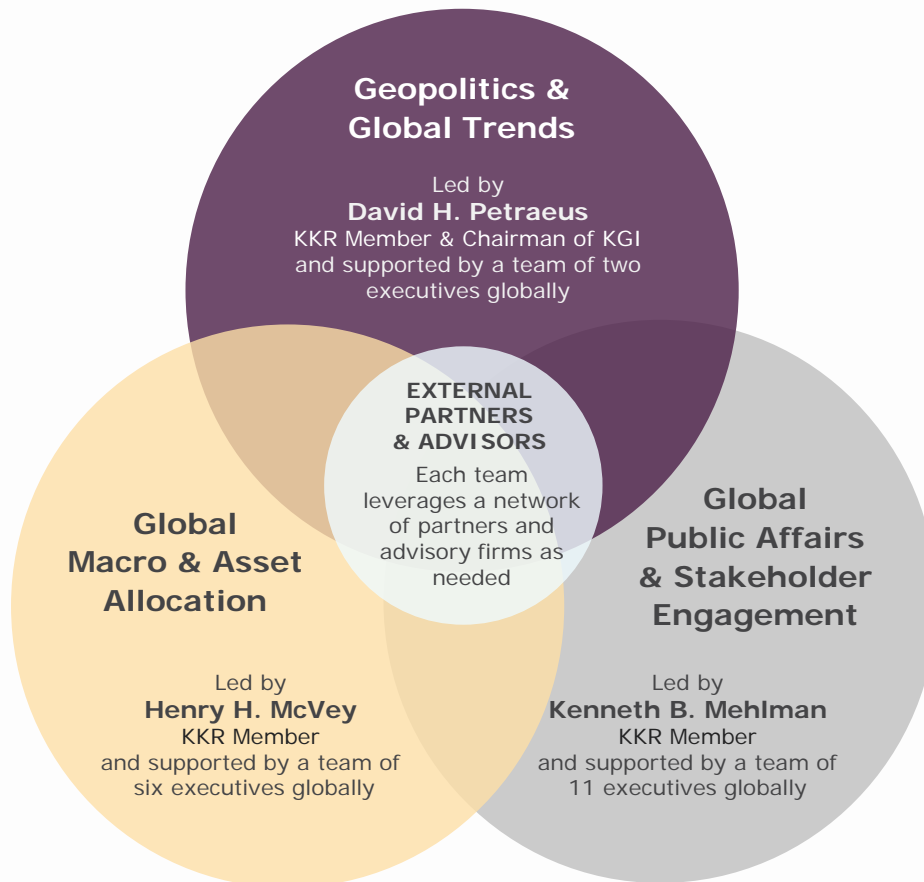 Geopolitics &
Global Trends
Led by
David H. Petraeus
KKR Member & Chairman of KGI
and supported by a team of two
executives globally
EXTERNAL
PARTNERS
& ADVISORS
Each team
leverages a network
of partners and
advisory firms as
needed
Global
Macro & Asset
Allocation
Led by
Henry H. McVey
KKR Member
and supported by a team of
six executives globally
Global
Public Affairs
& Stakeholder
Engagement
Led by
Kenneth B. Mehlman
KKR Member
and supported by a team of
11 executives globally